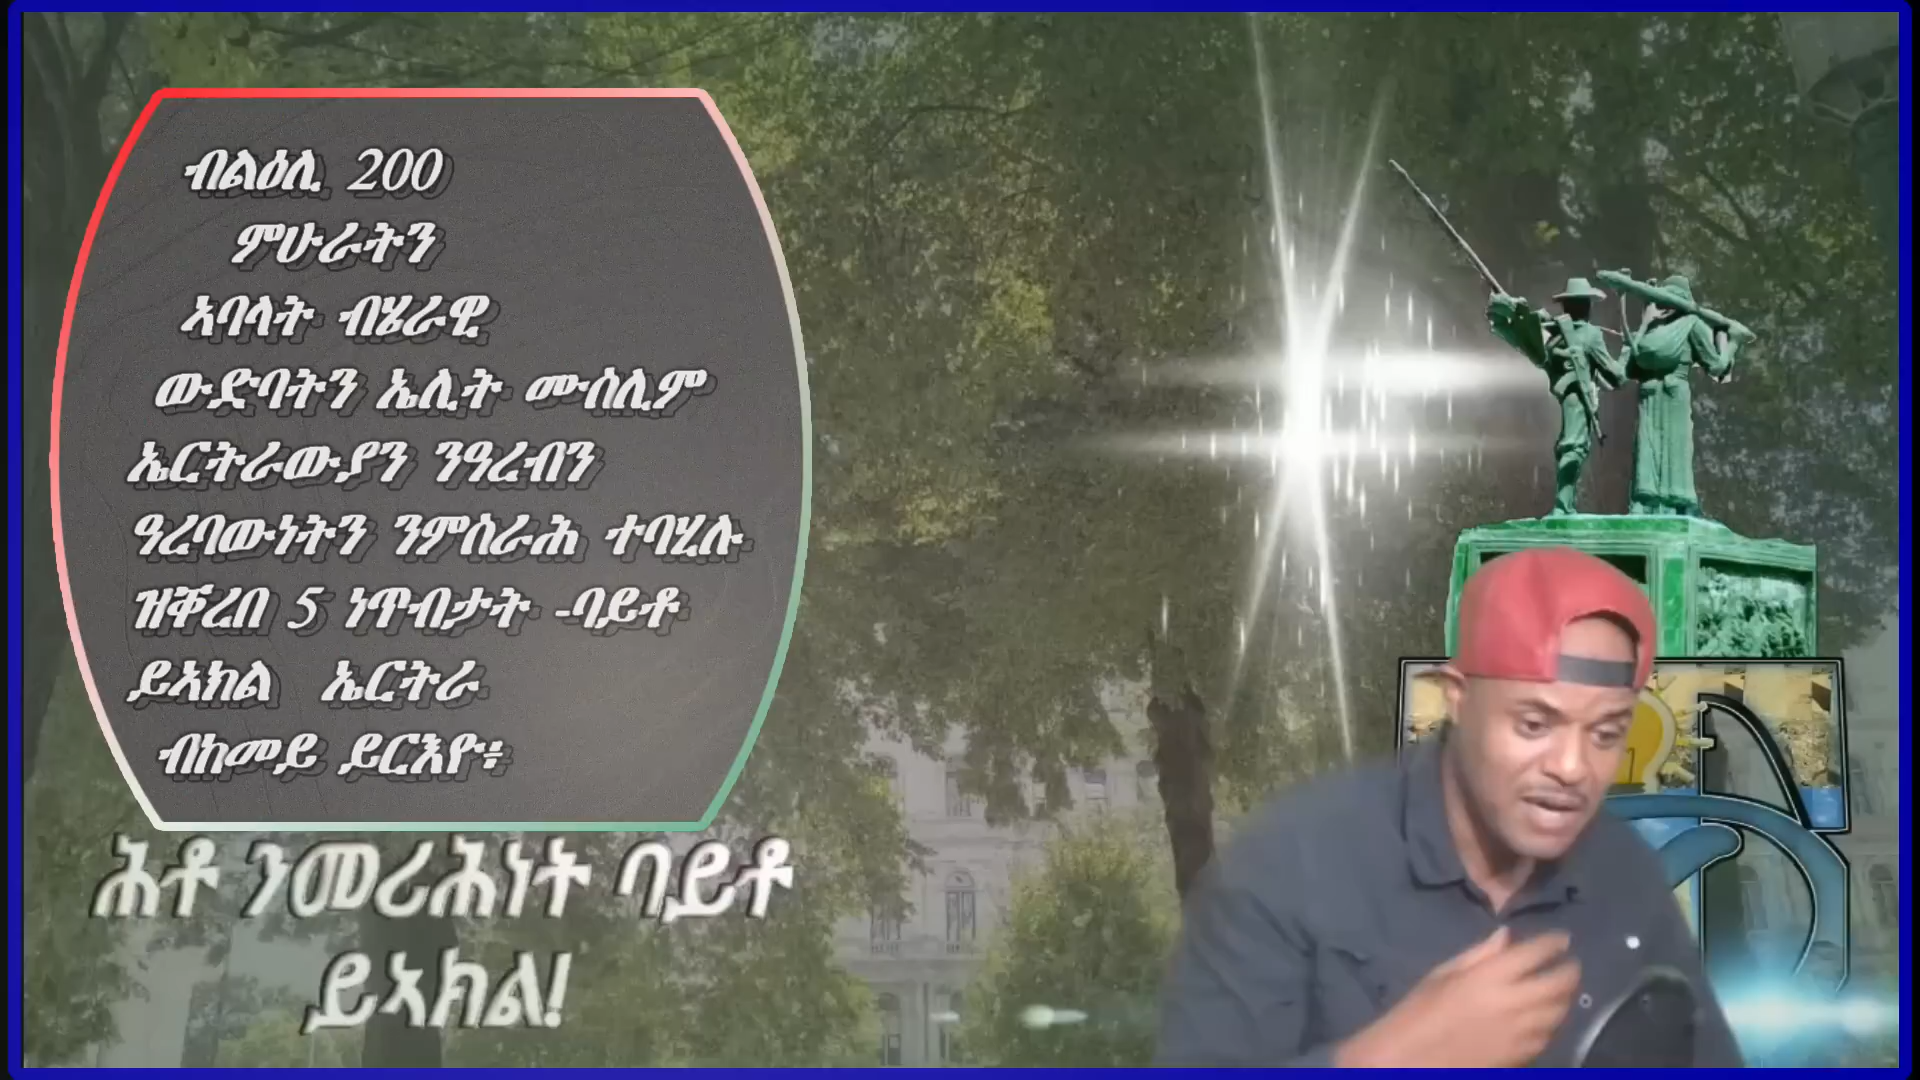 ብልዕሊ 200
ምሁራትን
ኣባላት ብሄራዊ
ውድባትን ኤሊት ሙስሊም
ኤርትራውያን ንዓረብን
ዓረባውነትን ንምስራሕ ተባሂሉ
ዝቐረበ 5 ነጥብታት -ባይቶ
ይኣክል ኤርትራ
ብከመይ ይርእዮ፧
ሕቶ ንመሪሕነት ባይቶ
ይኣክል!